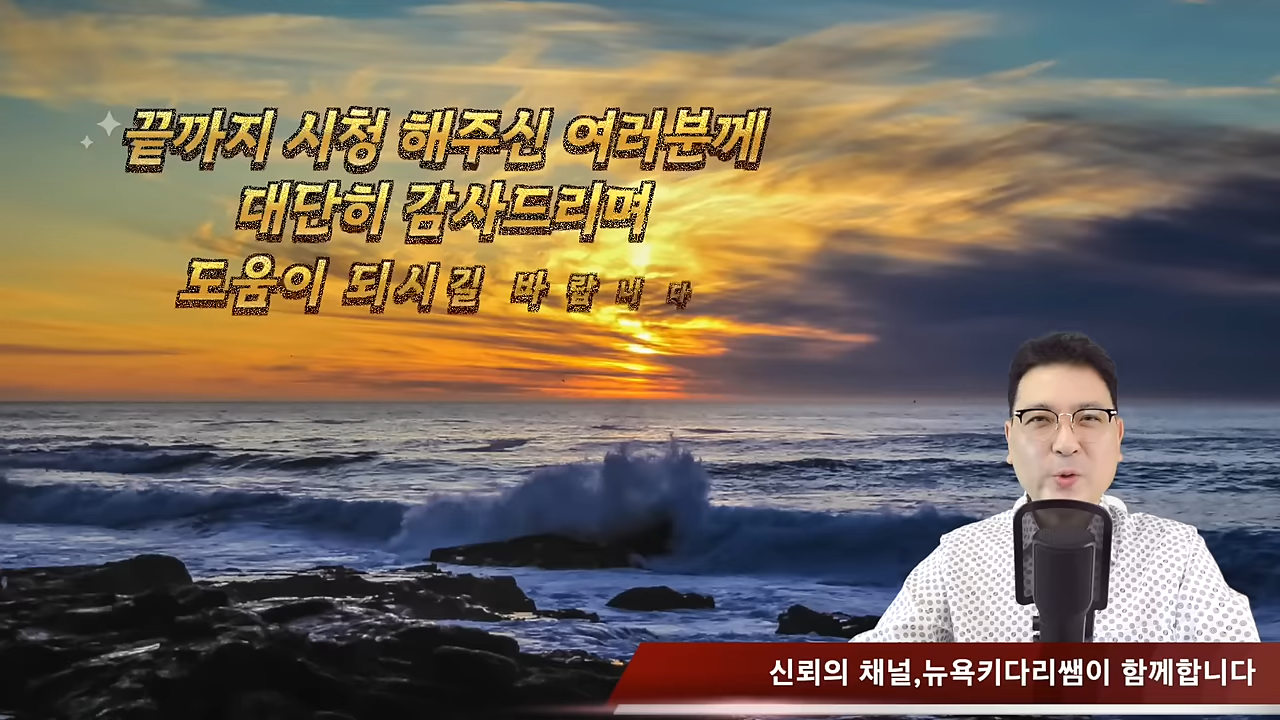 끝까지 시청 해주신 여러분께
대단히 감사드리며
도움이 되시길 바랍니다
신뢰의 채널,뉴욕키다리쌤이 함께합니다